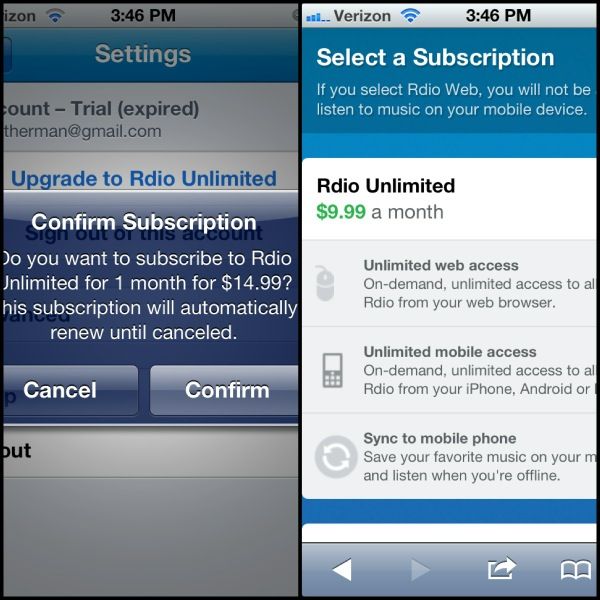 izon 3:46 PM
Settings
count – Trial (expired)
therman@gmail.com
Upgrade to Rdio Unlimited
Confirm Subscription
Sign out of this account
Do you want to subscribe to Rdio
Unlimited for 1 month for $14.99?
his subscription will automatically
renew until canceled.
vanced
Cancel
Confirm
p
out
Verizon 3:46 PM
Select a Subscription
If you select Rdio Web, you will not be
listen to music on your mobile device.
Rdio Unlimited
$9.99 a month
Unlimited web access
On-demand, unlimited access to al
Rdio from your web browser.
Unlimited mobile access
On-demand, unlimited access to al
Rdio from your iPhone, Android or
Sync to mobile phone
Save your favorite music on your m
and listen when you're offline.